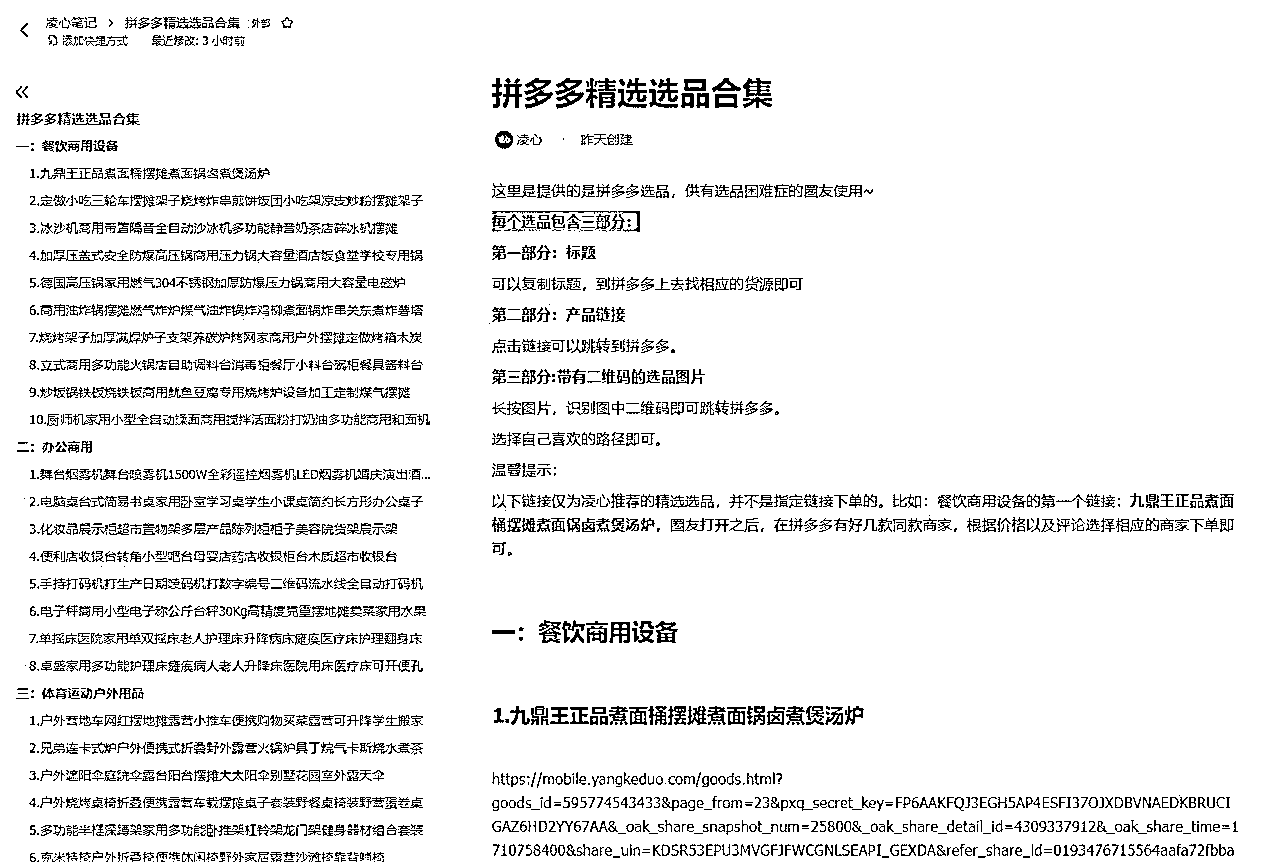 凌心笔记 > 拼多多精选选品合集 外部
添加快捷方式 最近修改: 3 小时前
拼多多精选选品合集
一：餐饮商用设备
1.九鼎王正品煮面桶摆摊煮面锅卤煮煲汤炉
2.定做小吃三轮车摆摊架子烧烤炸串煎饼饭团小吃架凉皮炒粉摆摊架子
3.冰沙机商用带罩隔音全自动沙冰机多功能静音奶茶店碎冰机摆摊
4.加厚压盖式安全防爆高压锅商用压力锅大容量酒店饭食堂学校专用锅
5.德国高压锅家用燃气304不锈钢加厚防爆压力锅商用大容量电磁炉
6.商用油炸锅摆摊燃气炸炉煤气油炸锅炸鸡柳煮面锅炸串关东煮炸薯塔
7.烧烤架子加厚满焊炉子支架养碳炉烤网家商用户外摆摊定做烤箱木炭
8.立式商用多功能火锅店自助调料台消毒柜餐厅小料台碗柜餐具酱料台
9.炒饭锅铁板烧铁板商用鱿鱼豆腐专用烧烤炉设备加工定制煤气摆摊
10.厨师机家用小型全自动揉面商用搅拌活面粉打奶油多功能商用和面机
二：办公商用
1.舞台烟雾机舞台喷雾机1500W全彩遥控烟雾机LED烟雾机婚庆演出酒...
2.电脑桌台式简易书桌家用卧室学习桌学生小课桌简约长方形办公桌子
3.化妆品展示柜超市置物架多层产品陈列柜柜子美容院货架展示架
4.便利店收银台转角小型吧台母婴店药店收银柜台木质超市收银台
5.手持打码机打生产日期喷码机打数字编号二维码流水线全自动打码机
6.电子秤商用小型电子称公斤台秤30Kg高精度克重摆地摊卖菜家用水果
7.单摇床医院家用单双摇床老人护理床升降病床瘫痪医疗床护理翻身床
8.卓盛家用多功能护理床瘫痪病人老人升降床医院用床医疗床可开便孔
三：体育运动户外用品
1.户外营地车网红摆地摊露营小推车便携购物买菜露营可升降学生搬家
2.兄弟连卡式炉户外便携式折叠野外露营火锅炉具丁烷气卡斯烧水煮茶
3.户外遮阳伞庭院伞露台阳台摆摊大太阳伞别墅花园室外露天伞
4.户外烧烤桌椅折叠便携露营车载摆摊桌子套装野餐桌椅装野营蛋卷桌
5.多功能半框深蹲架家用多功能卧推架杠铃架龙门架健身器材组合套装
6.克米特椅户外折叠椅便携休闲椅野外家居露营沙滩椅靠背躺椅
拼多多精选选品合集
凌心 · 昨天创建
这里是提供的是拼多多选品，供有选品困难症的圈友使用~
每个选品包含三部分：
第一部分：标题
可以复制标题，到拼多多上去找相应的货源即可
第二部分：产品链接
点击链接可以跳转到拼多多。
第三部分:带有二维码的选品图片
长按图片，识别图中二维码即可跳转拼多多。
选择自己喜欢的路径即可。
温馨提示：
以下链接仅为凌心推荐的精选选品，并不是指定链接下单的。比如：餐饮商用设备的第一个链接：九鼎王正品煮面
桶摆摊煮面锅卤煮煲汤炉，圈友打开之后，在拼多多有好几款同款商家，根据价格以及评论选择相应的商家下单即
可。
一：餐饮商用设备
1.九鼎王正品煮面桶摆摊煮面锅卤煮煲汤炉
https://mobile.yangkeduo.com/goods.html?
goods_id=595774543433&page_from=23&pxq_secret_key=FP6AAKFQJ3EGH5AP4ESFI37OJXDBVNAEDKBRUCI
GAZ6HD2YY67AA&_oak_share_snapshot_num=25800&_oak_share_detail_id=4309337912&_oak_share_time=1
710758400&share_uin=KDSR53EPU3MVGFJFWCGNLSEAPI_GEXDA&refer_share_id=0193476715564aafa72fbba